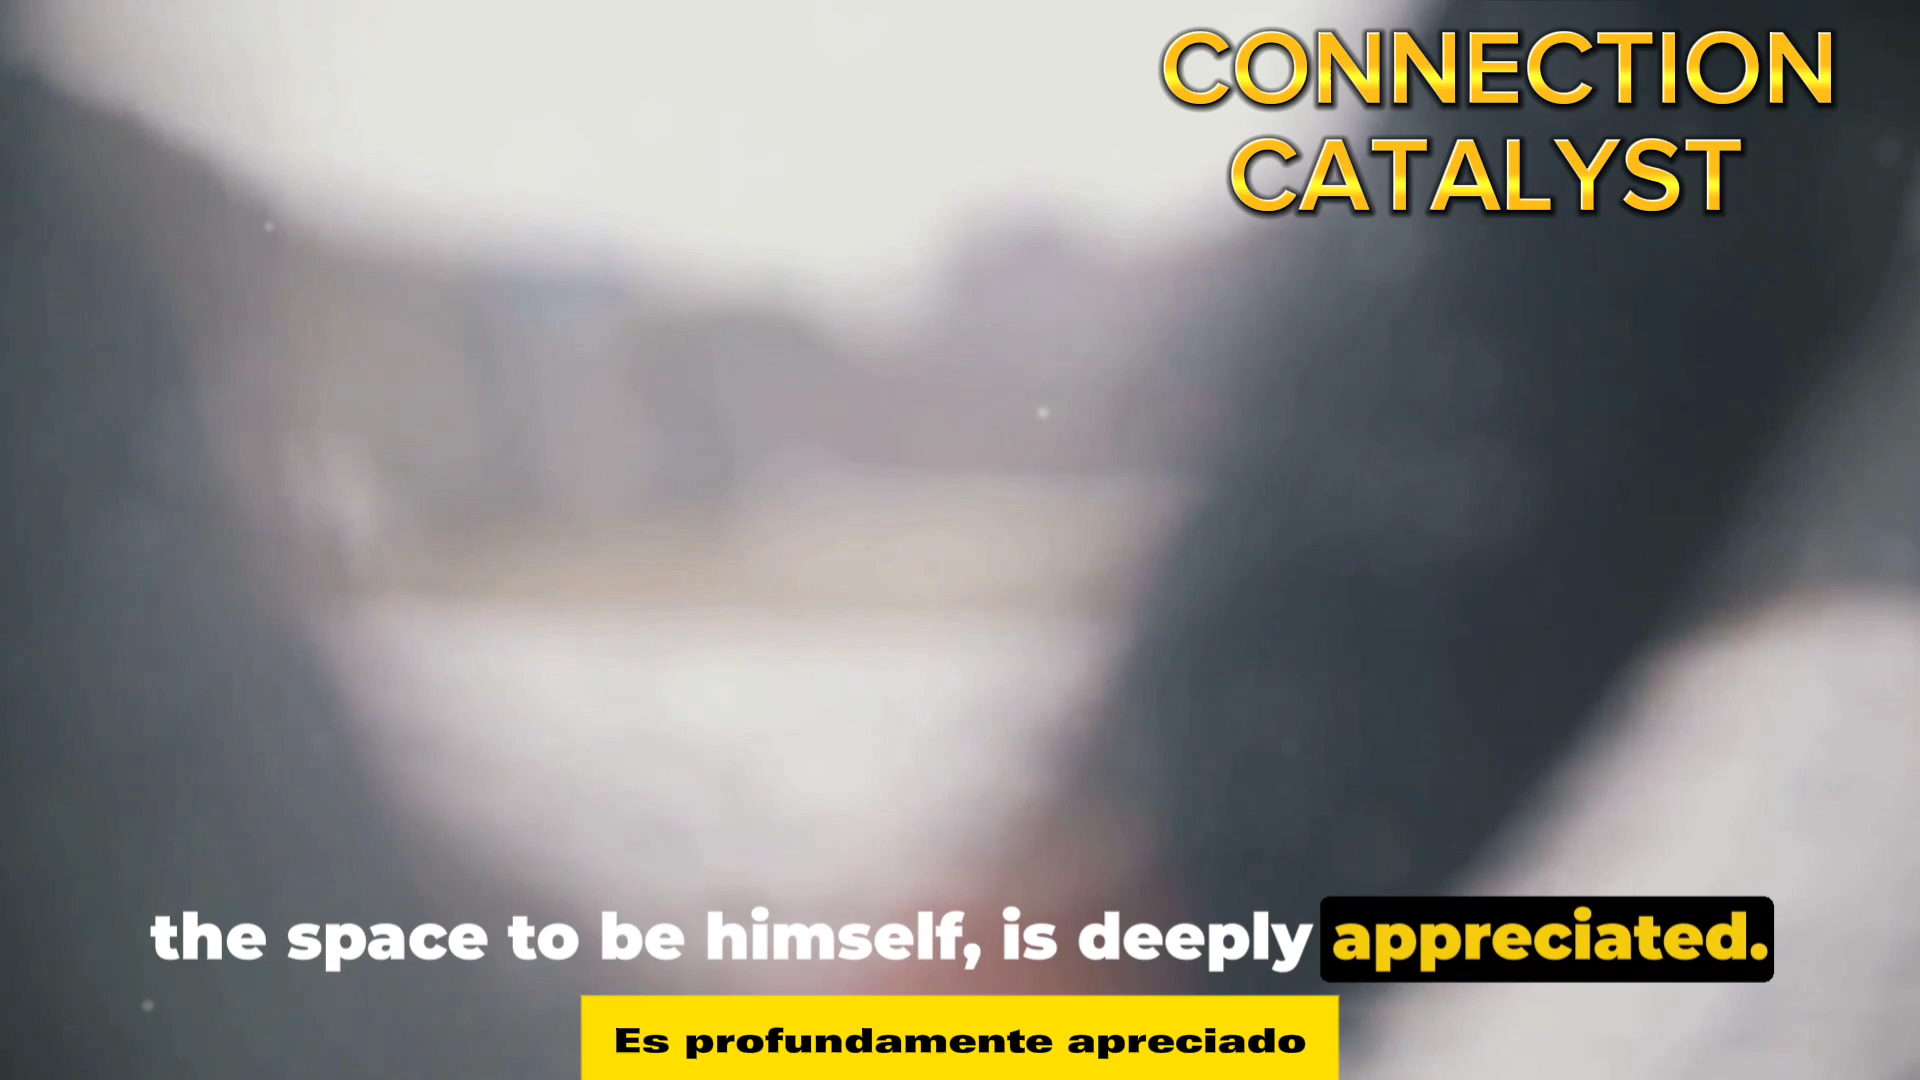 CONNECTION
CATALYST
the space to be himself, is deeply appreciated.
Es profundamente apreciado